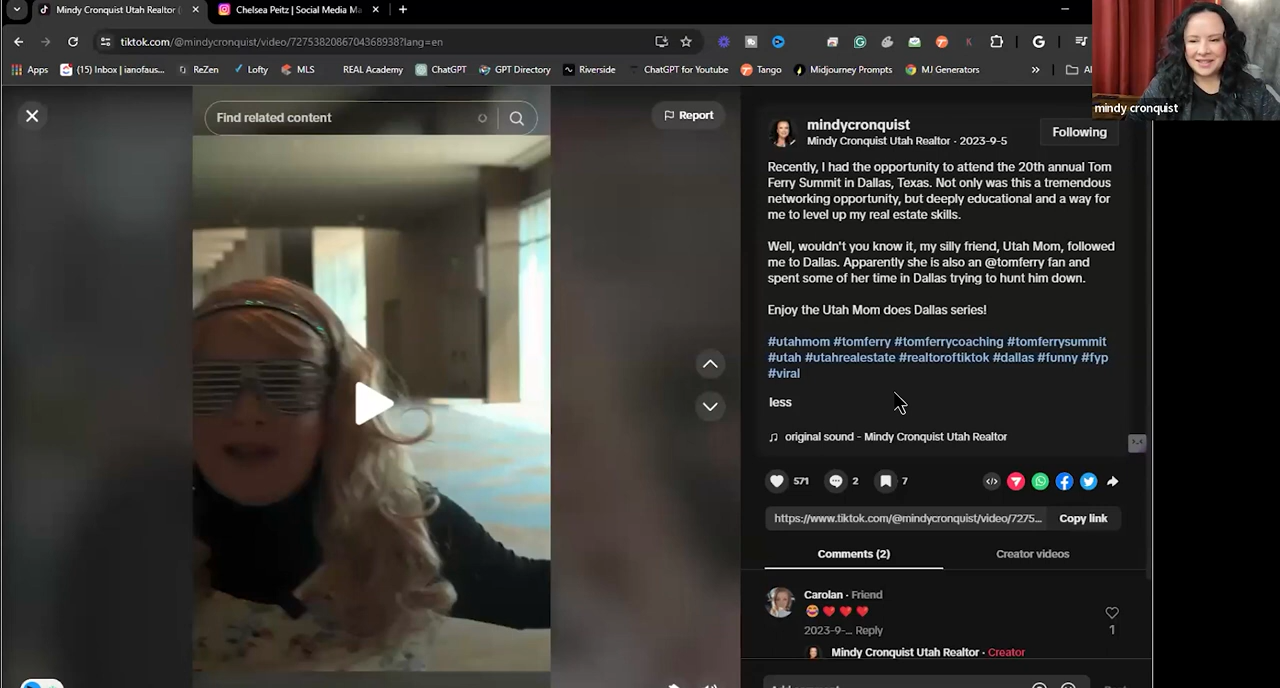 Mindy Cronquist Utah Realtor (
Chelsea Peitz | Social Media Ma
tiktok.com/@mindycronquist/video/7275382086704368938?lang=en
Apps
(15) Inbox | ianofaus...
ReZen
Lofty
MLS
REAL Academy
ChatGPT
GPT Directory
Riverside
ChatGPT for Youtube
Tango
Midjourney Prompts
MJ Generators
mindy cronquist
Find related content
Report
mindycronquist
Mindy Cronquist Utah Realtor · 2023-9-5
Following
Recently, I had the opportunity to attend the 20th annual Tom
Ferry Summit in Dallas, Texas. Not only was this a tremendous
networking opportunity, but deeply educational and a way for
me to level up my real estate skills.
Well, wouldn't you know it, my silly friend, Utah Mom, followed
me to Dallas. Apparently she is also an @tomferry fan and
spent some of her time in Dallas trying to hunt him down.
Enjoy the Utah Mom does Dallas series!
#utahmom #tomferry #tomferrycoaching #tomferrysummit
#utah #utahrealestate #realtoroftiktok #dallas #funny #fyp
#viral
less
original sound - Mindy Cronquist Utah Realtor
571
2
7
https://www.tiktok.com/@mindycronquist/video/7275...
Copy link
Comments (2)
Creator videos
Carolan · Friend
2023-9-... Reply
1
Mindy Cronquist Utah Realtor · Creator